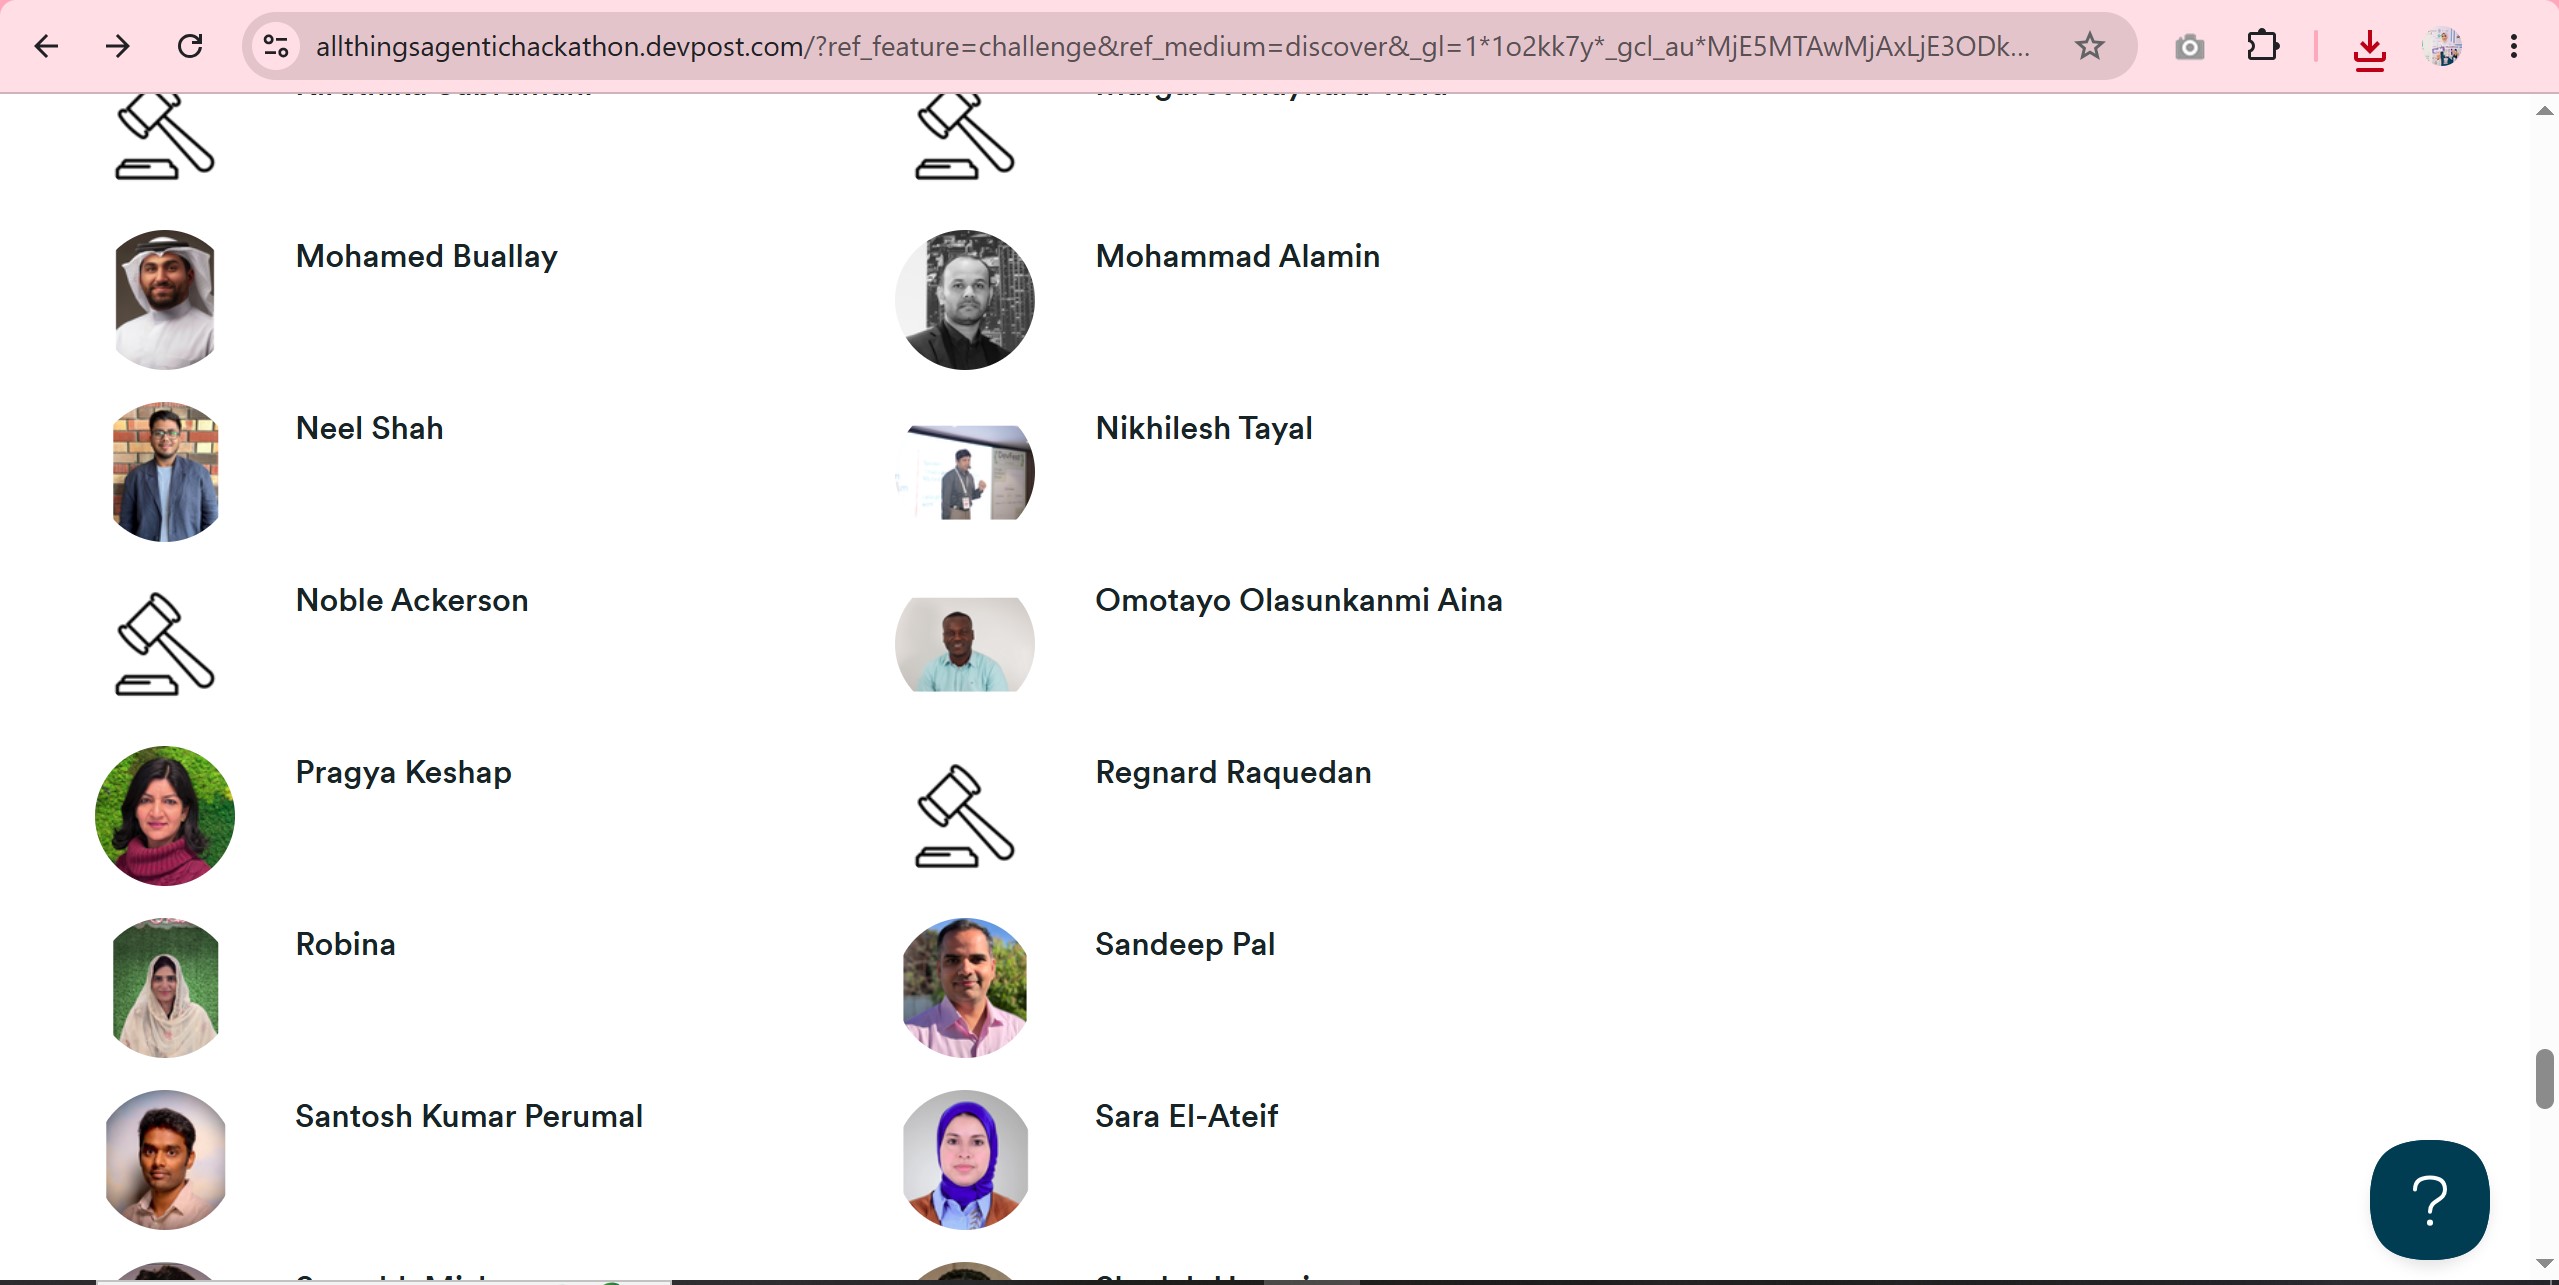 allthingsagentichackathon.devpost.com/?ref_feature=challenge&ref_medium=discover&_gl=1*1o2kk7y*_gcl_au*MjE5MTAwMjAxLjE3ODk...
Mohamed Buallay
Mohammad Alamin
Neel Shah
Nikhilesh Tayal
Noble Ackerson
Omotayo Olasunkanmi Aina
Pragya Keshap
Regnard Raquedan
Robina
Sandeep Pal
Santosh Kumar Perumal
Sara El-Ateif
?